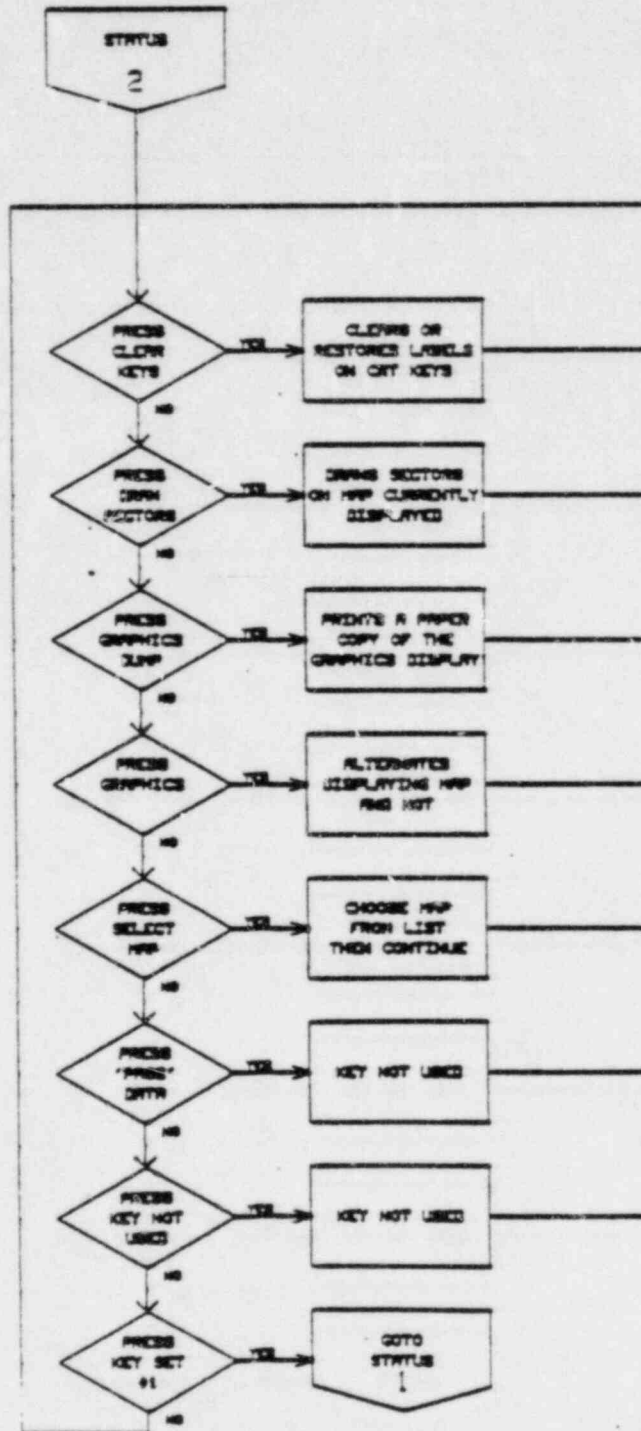 STATUS
2
PRESS
CLEAR
KEYS
YES
CLEARS OR
RESTORES LABELS
ON CRT KEYS
NO
PRESS
DRAW
SECTORS
YES
DRAWS SECTORS
ON MAP CURRENTLY
DISPLAYED
NO
PRESS
GRAPHICS
DUMP
YES
PRINTS A PAPER
COPY OF THE
GRAPHICS DISPLAY
NO
PRESS
GRAPHICS
YES
ALTERNATES
DISPLAYING MAP
AND NOT
NO
PRESS
SELECT
MAP
YES
CHOOSE MAP
FROM LIST
THEN CONTINUE
NO
PRESS
"PASS"
DATA
YES
KEY NOT USED
NO
PRESS
KEY NOT
USED
YES
KEY NOT USED
NO
PRESS
KEY SET
#1
YES
GOTO
STATUS
1
NO